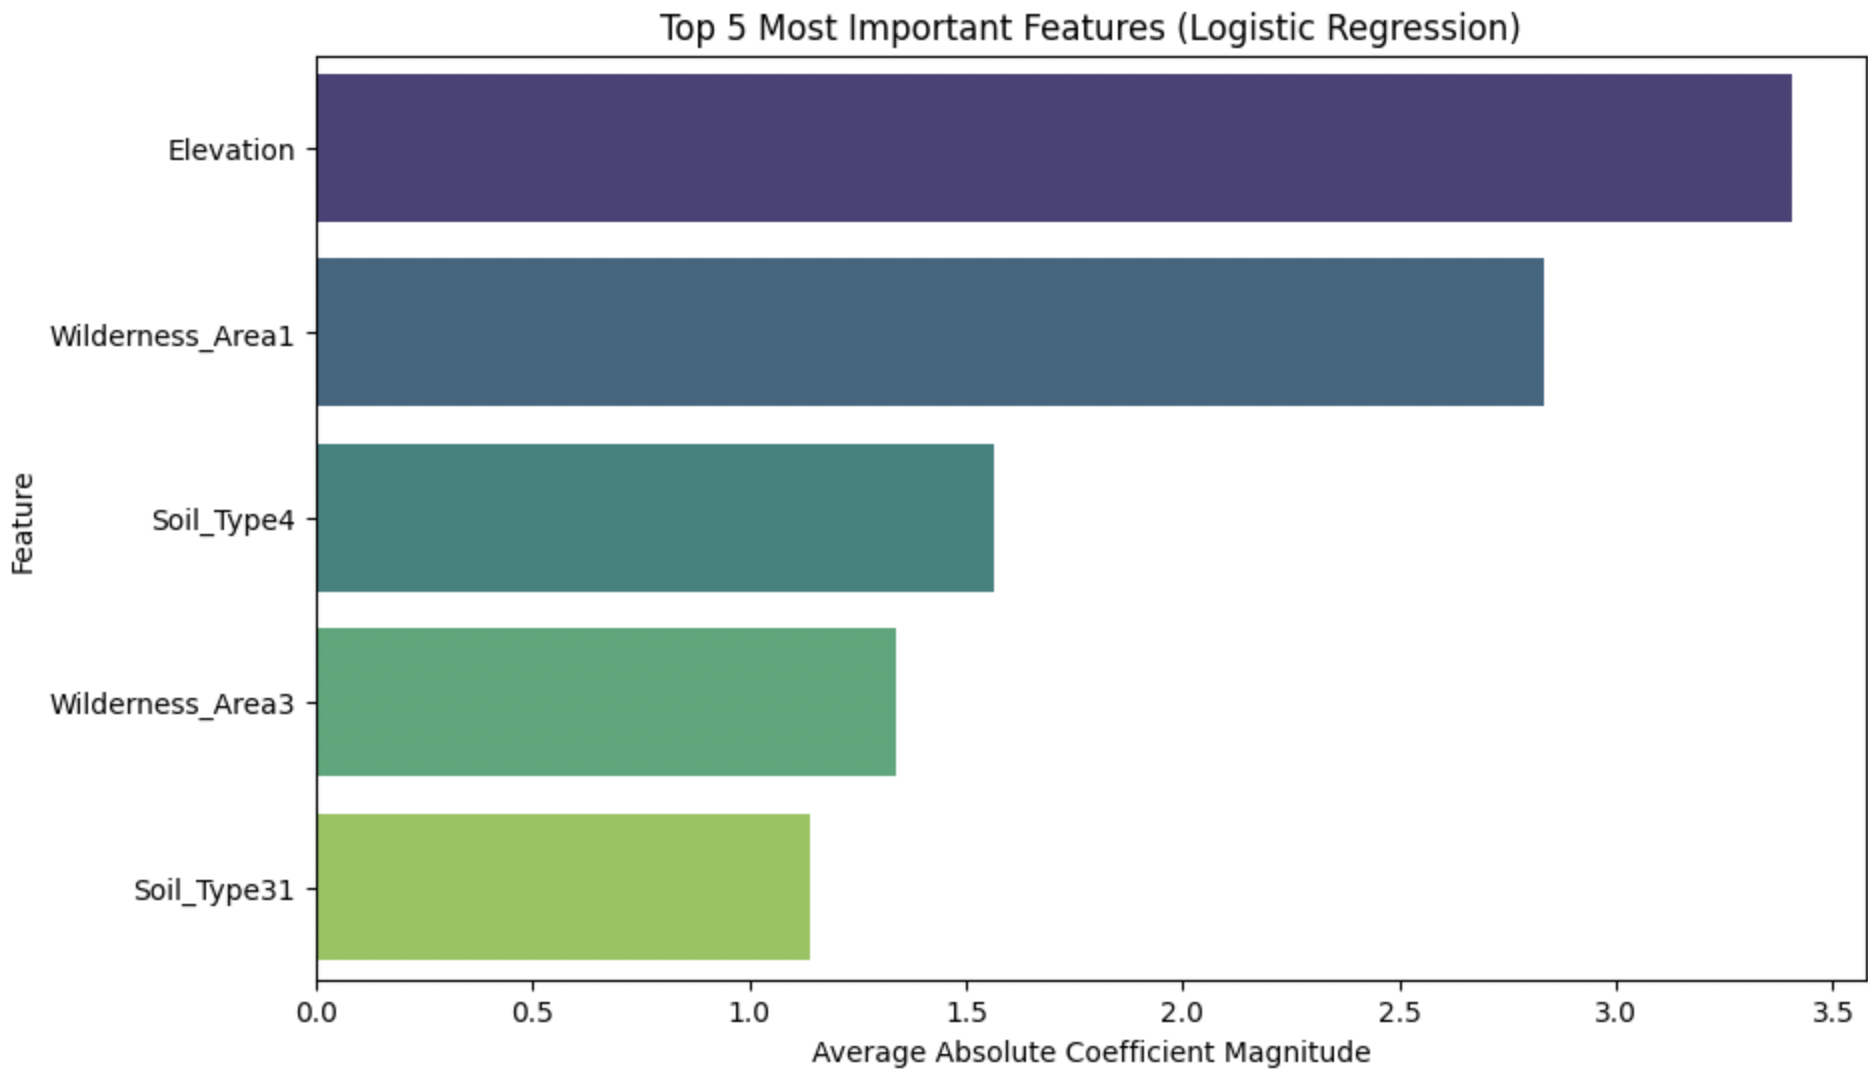 Top 5 Most Important Features (Logistic Regression)
Elevation
Wilderness_Area1
Soil_Type4
Wilderness_Area3
Soil_Type31
Feature
0.0 0.5 1.0 1.5 2.0 2.5 3.0 3.5
Average Absolute Coefficient Magnitude